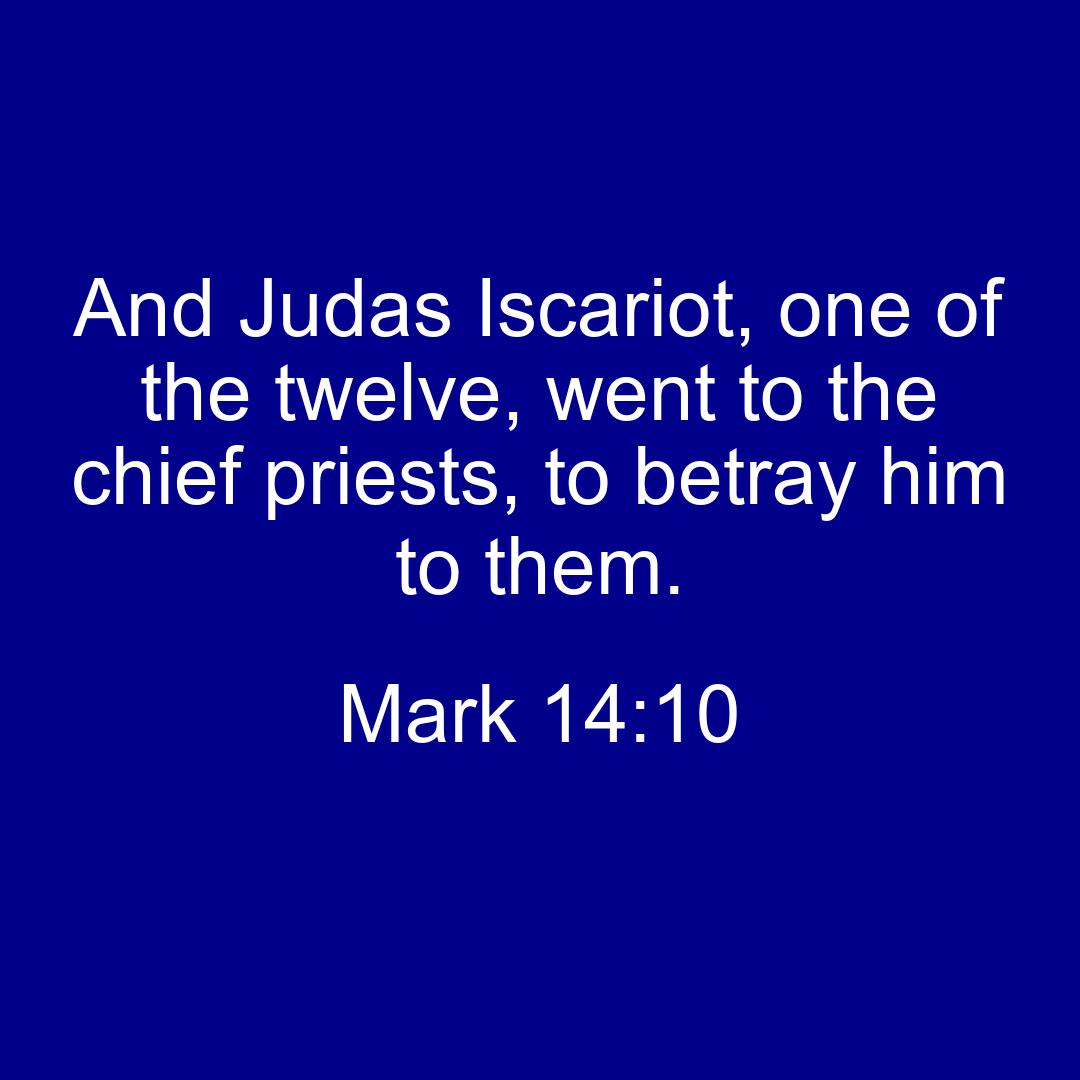 And Judas Iscariot, one of
the twelve, went to the
chief priests, to betray him
to them.
Mark 14:10